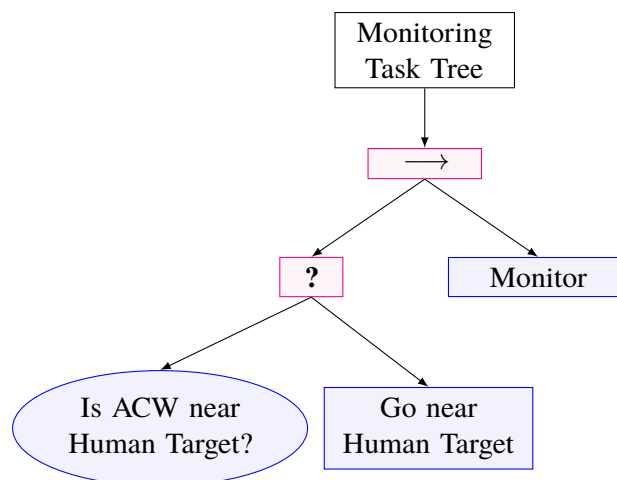 Monitoring
Task Tree
⟶
?
Monitor
Is ACW near
Human Target?
Go near
Human Target